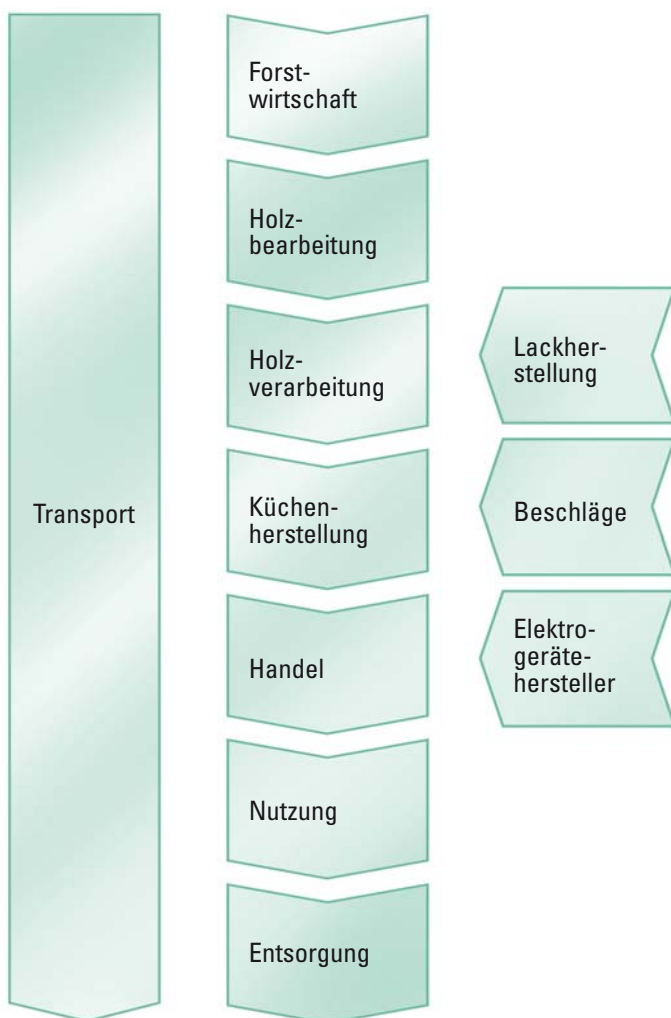 Transport
Forst-
wirtschaft
Holz-
bearbeitung
Holz-
verarbeitung
Küchen-
herstellung
Handel
Nutzung
Entsorgung
Lackher-
stellung
Beschläge
Elektro-
geräte-
hersteller